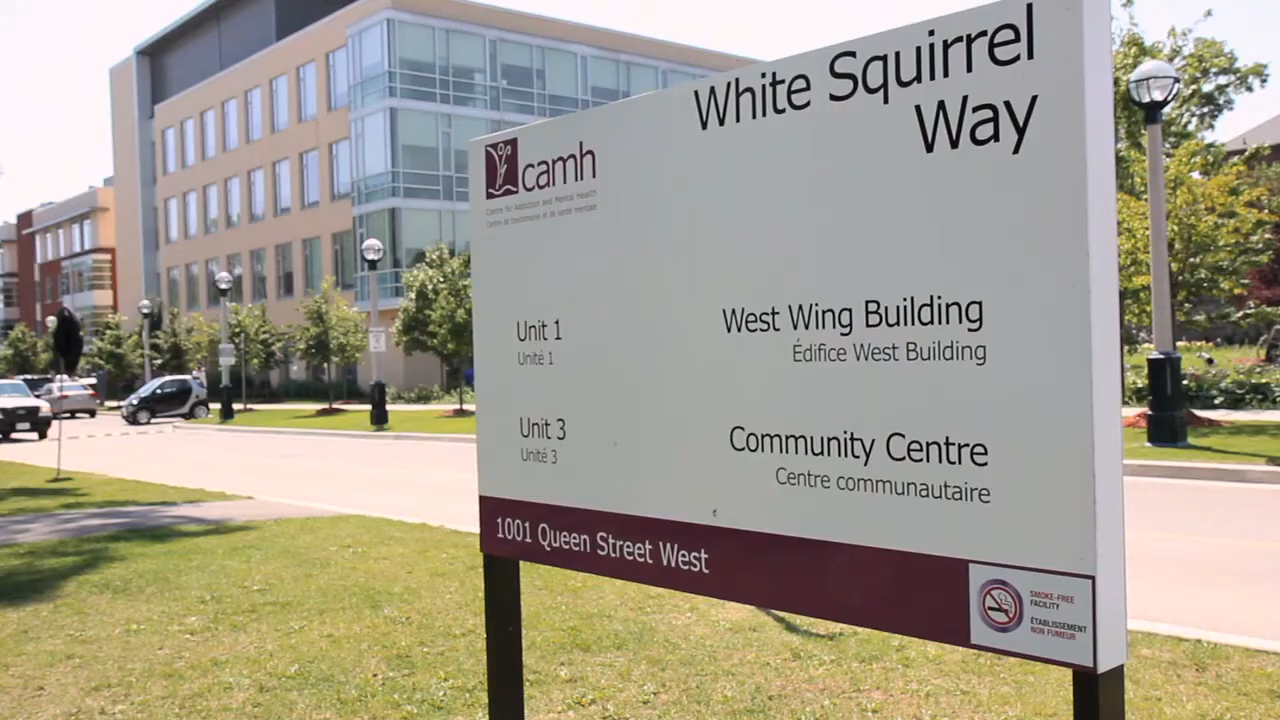 White Squirrel
Way
camh
Centre for Addiction and Mental Health
Centre de toxicomanie et de santé mentale
Unit 1
Unité 1
West Wing Building
Édifice West Building
Unit 3
Unité 3
Community Centre
Centre communautaire
1001 Queen Street West
SMOKE-FREE
FACILITY
ÉTABLISSEMENT
NON FUMEUR